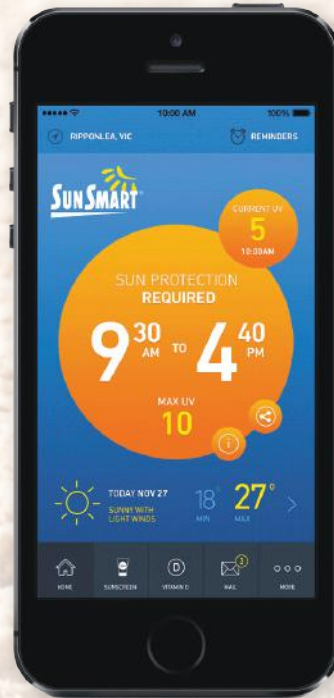 10:00 AM 100%
RIPPONLEA, VIC REMINDERS
SUNSMART
CURRENT UV
5
10:00AM
SUN PROTECTION
REQUIRED
9 30 AM TO 4 40 PM
MAX UV
10
TODAY NOV 27 18° 27°
SUNNY WITH
LIGHT WINDS MIN MAX
HOME SUNSCREEN VITAMIN D MAIL MORE